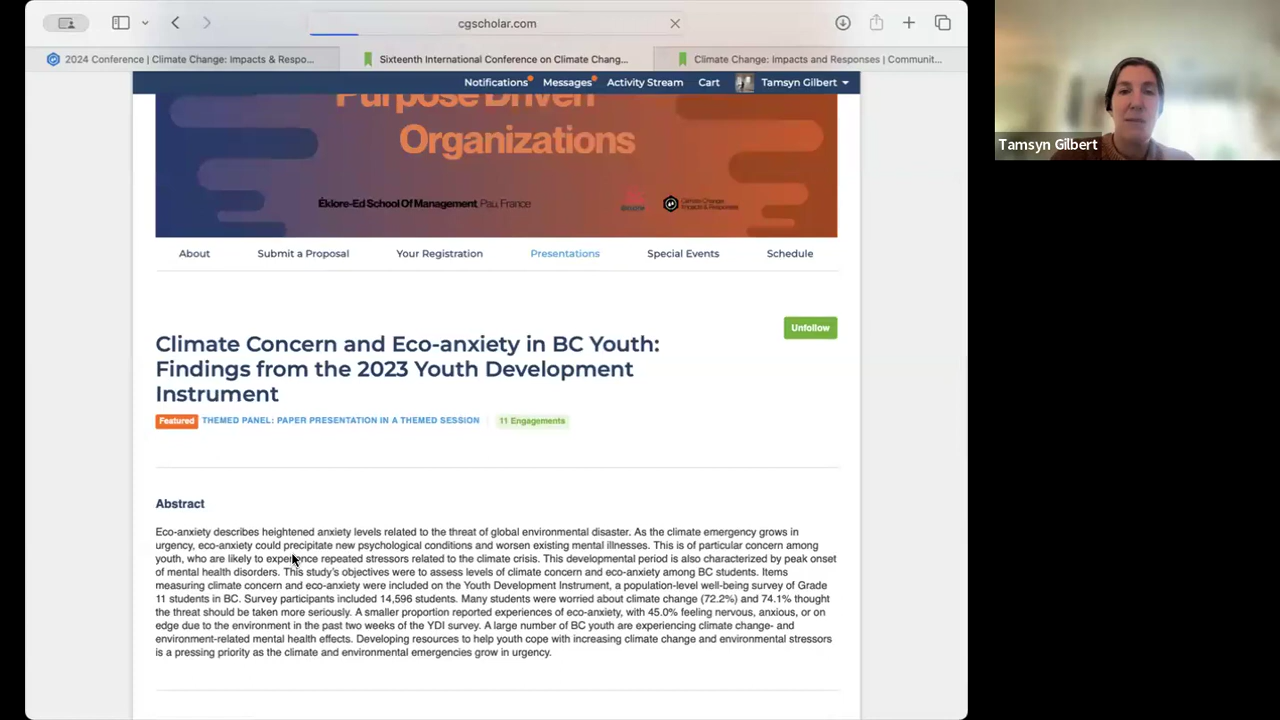 cgscholar.com
2024 Conference | Climate Change: Impacts & Respo...
Sixteenth International Conference on Climate Chang...
Climate Change: Impacts and Responses | Communit...
Notifications Messages Activity Stream Cart Tamsyn Gilbert
Purpose Driven
Organizations
Ékiore-Ed School Of Management, Pau, France
Climate Change:
Impacts & Responses
About Submit a Proposal Your Registration Presentations Special Events Schedule
Unfollow
Climate Concern and Eco-anxiety in BC Youth:
Findings from the 2023 Youth Development
Instrument
Featured THEMED PANEL: PAPER PRESENTATION IN A THEMED SESSION 11 Engagements
Abstract
Eco-anxiety describes heightened anxiety levels related to the threat of global environmental disaster. As the climate emergency grows in
urgency, eco-anxiety could precipitate new psychological conditions and worsen existing mental illnesses. This is of particular concern among
youth, who are likely to experience repeated stressors related to the climate crisis. This developmental period is also characterized by peak onset
of mental health disorders. This study's objectives were to assess levels of climate concern and eco-anxiety among BC students. Items
measuring climate concern and eco-anxiety were included on the Youth Development Instrument, a population-level well-being survey of Grade
11 students in BC. Survey participants included 14,596 students. Many students were worried about climate change (72.2%) and 74.1% thought
the threat should be taken more seriously. A smaller proportion reported experiences of eco-anxiety, with 45.0% feeling nervous, anxious, or on
edge due to the environment in the past two weeks of the YDI survey. A large number of BC youth are experiencing climate change- and
environment-related mental health effects. Developing resources to help youth cope with increasing climate change and environmental stressors
is a pressing priority as the climate and environmental emergencies grow in urgency.
Tamsyn Gilbert